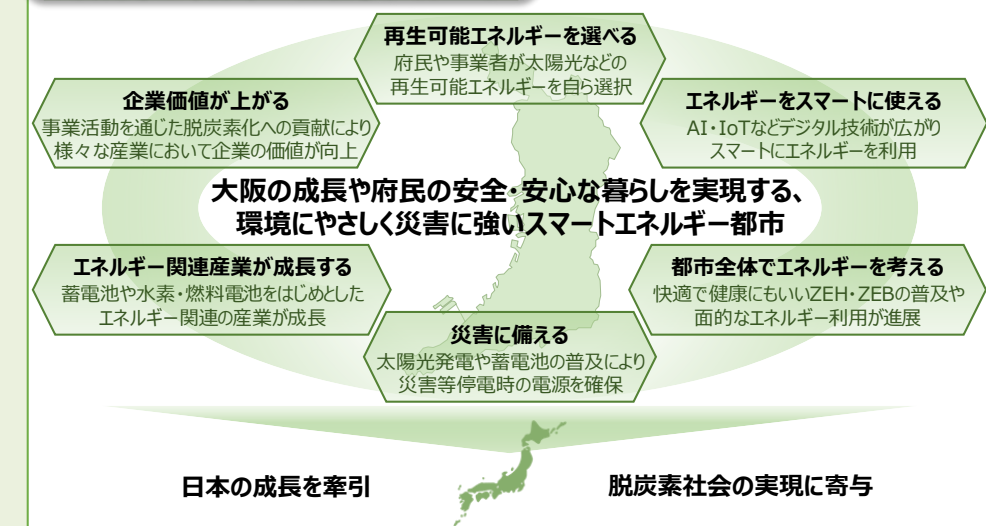 再生可能エネルギーを選べる
府民や事業者が太陽光などの
再生可能エネルギーを自ら選択
企業価値が上がる
事業活動を通じた脱炭素化への貢献により
様々な産業において企業の価値が向上
エネルギーをスマートに使える
AI・IoTなどデジタル技術が広がり
スマートにエネルギーを利用
大阪の成長や府民の安全・安心な暮らしを実現する、
環境にやさしく災害に強いスマートエネルギー都市
エネルギー関連産業が成長する
蓄電池や水素・燃料電池をはじめとした
エネルギー関連の産業が成長
都市全体でエネルギーを考える
快適で健康にもいいZEH・ZEBの普及や
面的なエネルギー利用が進展
災害に備える
太陽光発電や蓄電池の普及により
災害等停電時の電源を確保
日本の成長を牽引
脱炭素社会の実現に寄与